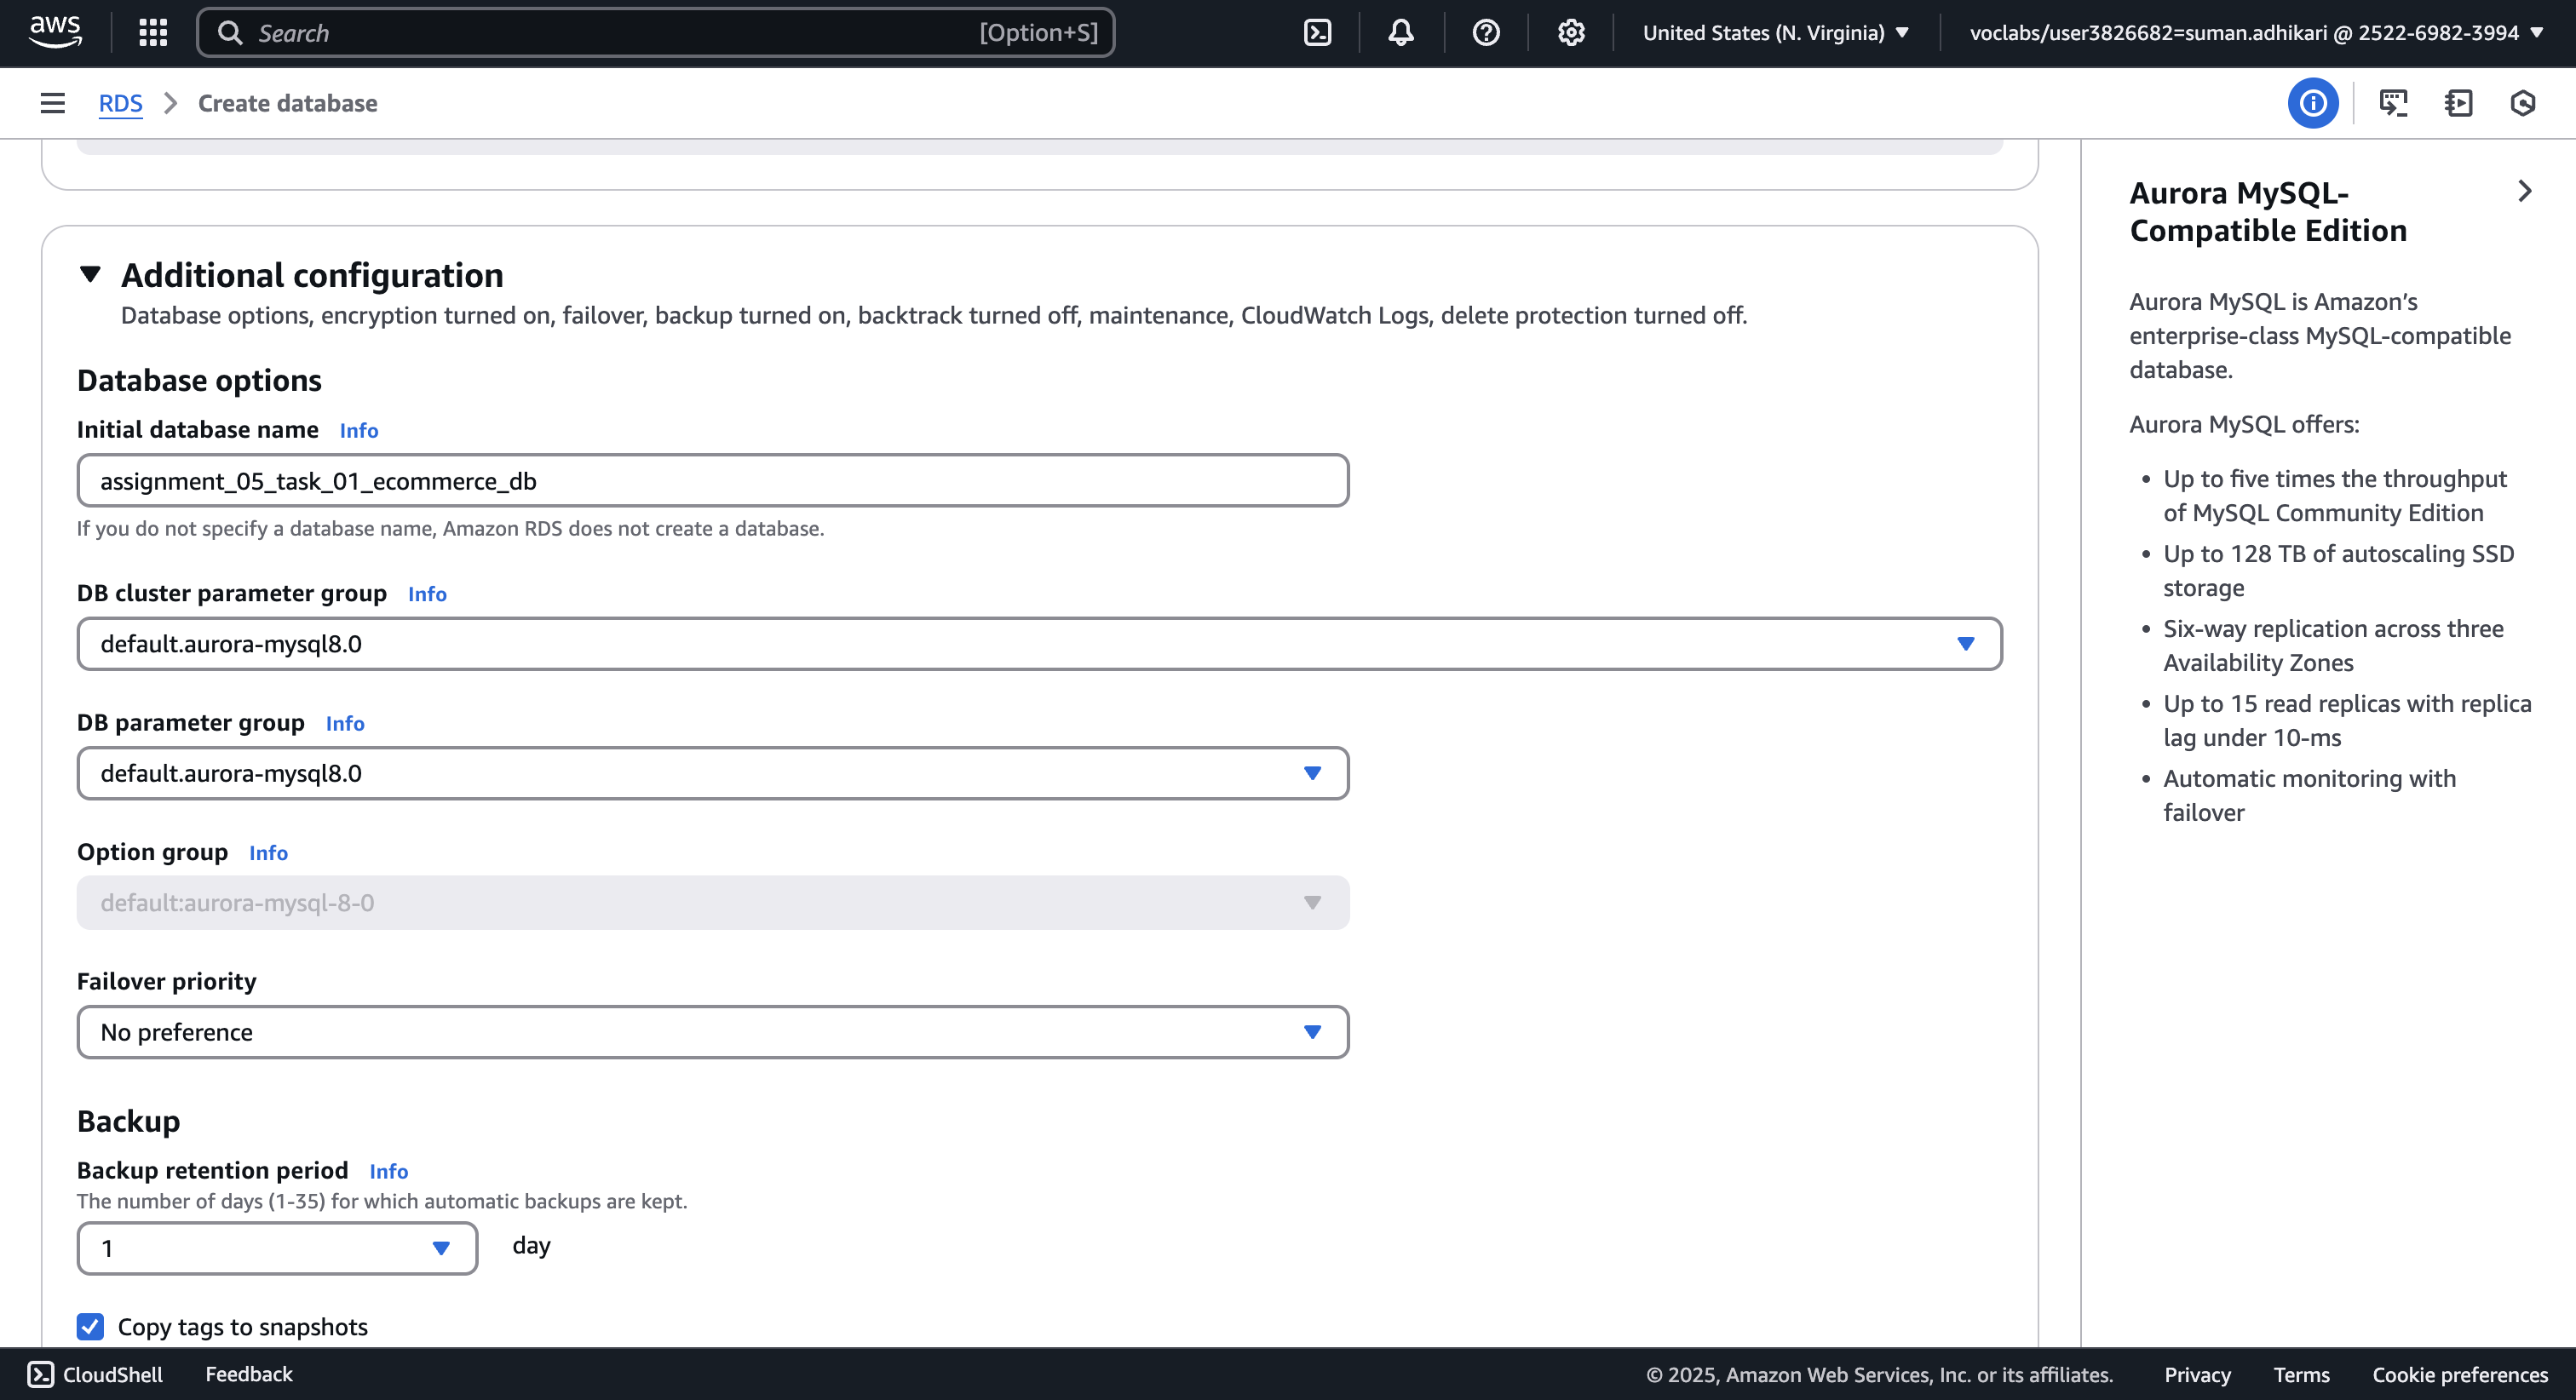 aws
Search
[Option+S]
United States (N. Virginia)
voclabs/user3826682=suman.adhikari @ 2522-6982-3994
RDS
Create database
Additional configuration
Database options, encryption turned on, failover, backup turned on, backtrack turned off, maintenance, CloudWatch Logs, delete protection turned off.
Database options
Initial database name Info
assignment_05_task_01_ecommerce_db
If you do not specify a database name, Amazon RDS does not create a database.
DB cluster parameter group Info
default.aurora-mysql8.0
DB parameter group Info
default.aurora-mysql8.0
Option group Info
default:aurora-mysql-8-0
Failover priority
No preference
Backup
Backup retention period Info
The number of days (1-35) for which automatic backups are kept.
1
day
Copy tags to snapshots
Aurora MySQL-
Compatible Edition
Aurora MySQL is Amazon’s
enterprise-class MySQL-compatible
database.
Aurora MySQL offers:
• Up to five times the throughput
of MySQL Community Edition
• Up to 128 TB of autoscaling SSD
storage
• Six-way replication across three
Availability Zones
• Up to 15 read replicas with replica
lag under 10-ms
• Automatic monitoring with
failover
CloudShell
Feedback
© 2025, Amazon Web Services, Inc. or its affiliates.
Privacy
Terms
Cookie preferences